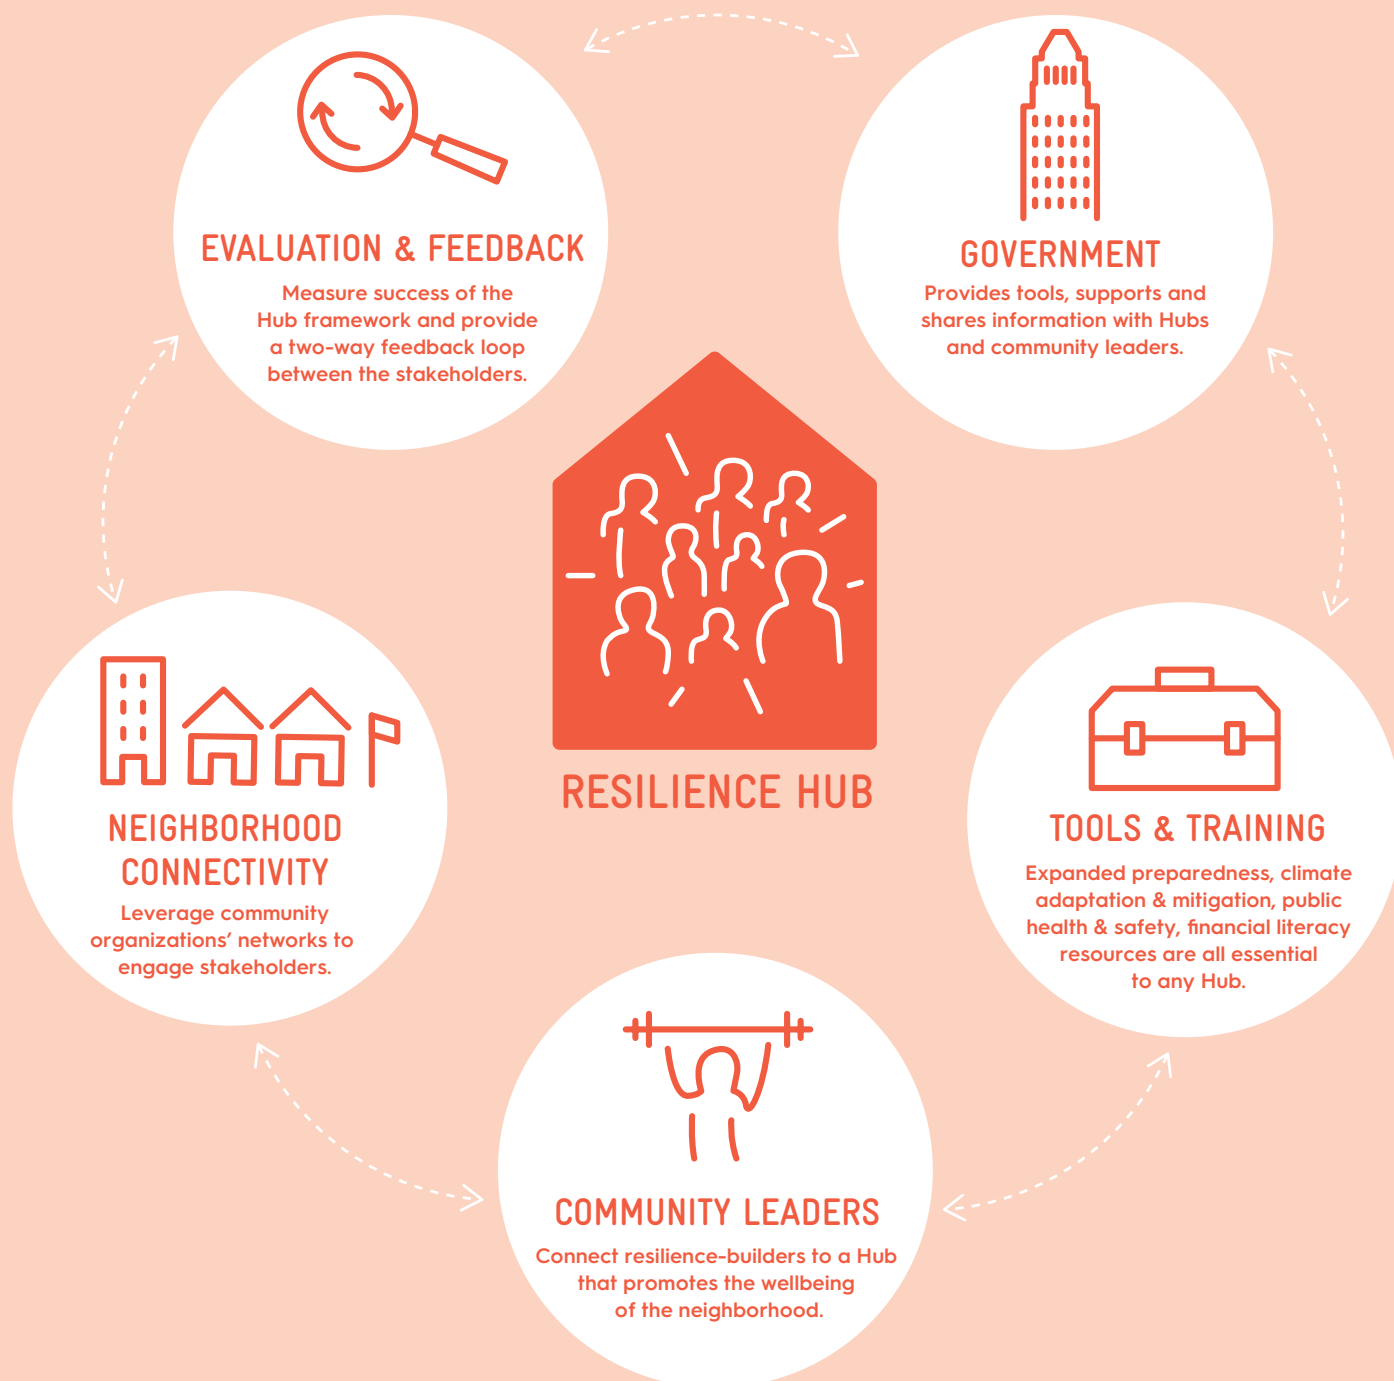 EVALUATION & FEEDBACK
Measure success of the
Hub framework and provide
a two-way feedback loop
between the stakeholders.
GOVERNMENT
Provides tools, supports and
shares information with Hubs
and community leaders.
RESILIENCE HUB
NEIGHBORHOOD
CONNECTIVITY
Leverage community
organizations’ networks to
engage stakeholders.
TOOLS & TRAINING
Expanded preparedness, climate
adaptation & mitigation, public
health & safety, financial literacy
resources are all essential
to any Hub.
COMMUNITY LEADERS
Connect resilience-builders to a Hub
that promotes the wellbeing
of the neighborhood.